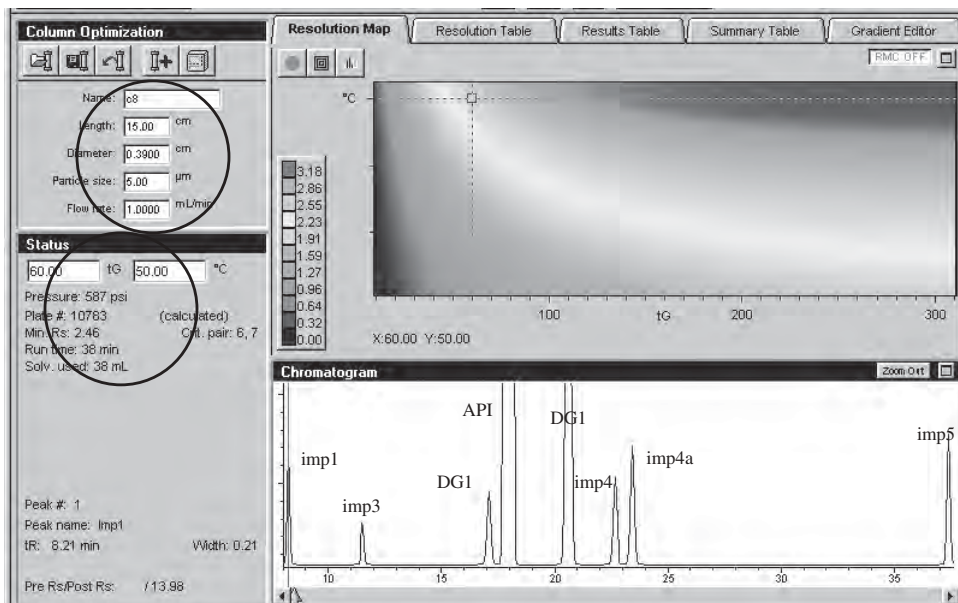 Column Optimization
Name: c8
Length: 15.00 cm
Diameter: 0.3900 cm
Particle size: 5.00 µm
Flow rate: 1.0000 mL/min
Status
60.00 tG 50.00 °C
Pressure: 587 psi
Plate #: 10783 (calculated)
Min. Rs: 2.46 Crit. pair: 6, 7
Run time: 38 min
Solv. used: 38 mL
Peak #: 1
Peak name: Imp1
tR: 8.21 min Width: 0.21
Pre Rs/Post Rs: / 13.98
Resolution Map
Resolution Table
Results Table
Summary Table
Gradient Editor
RMC OFF
°C
3.18
2.86
2.55
2.23
1.91
1.59
1.27
0.96
0.64
0.32
0.00
100 tG 200 300
X:60.00 Y:50.00
Chromatogram
Zoom Out
API
DG1
imp5
imp1
imp4a
DG1
imp4
imp3
10 15 20 25 30 35